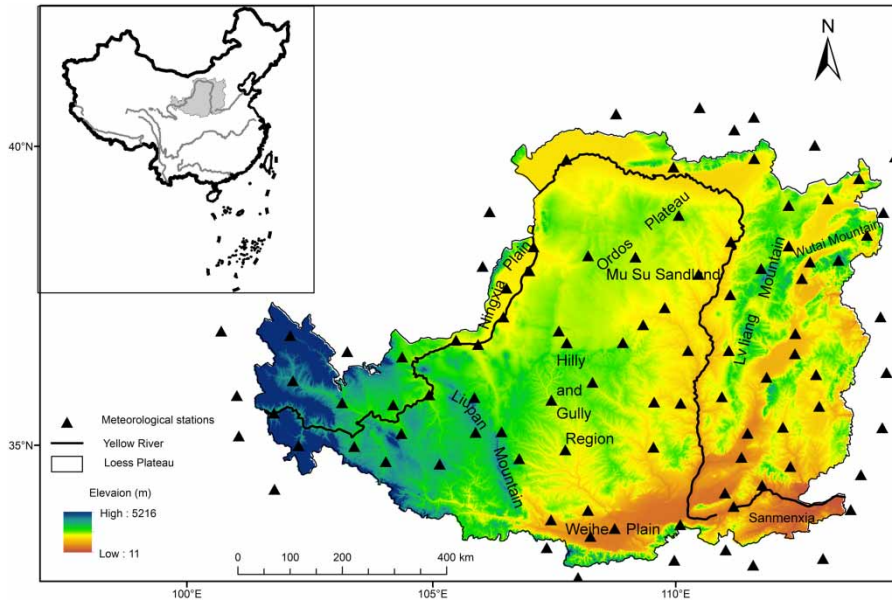 N
40°N
Ordos Plateau
Wutai Mountain
Ningxia Plain
Mu Su Sandland
Lv liang Mountain
Hilly
and
Gully
Region
Liupan Mountain
Meteorological stations
Yellow River
Loess Plateau
35°N
Elevaion (m)
High : 5216
Low : 11
Weihe Plain
Sanmenxia
0 100 200 400 km
100°E
105°E
110°E